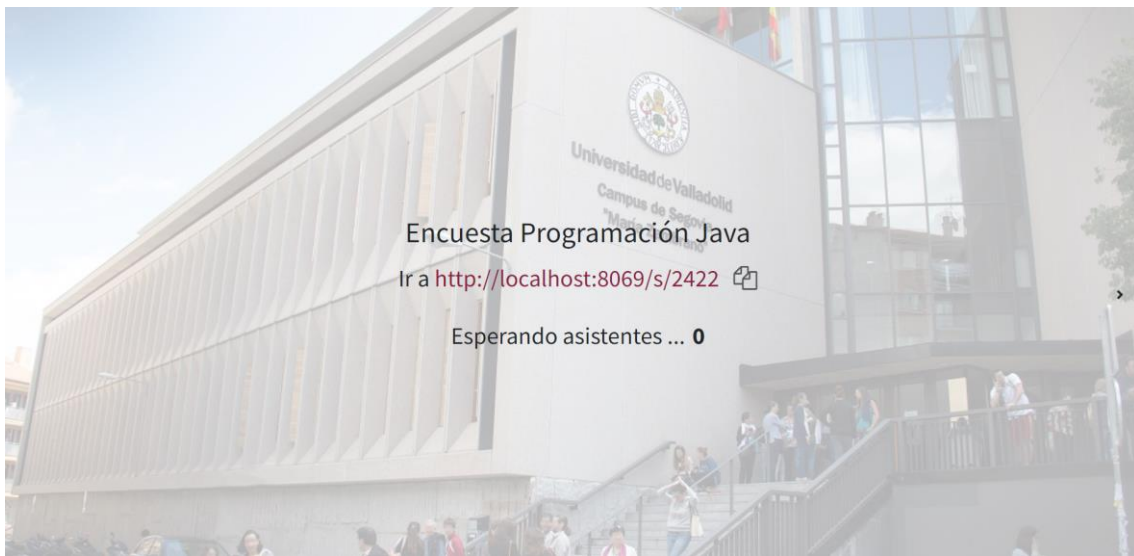 Universidad de Valladolid
Campus de Segovia
Encuesta Programación Java
Ir a http://localhost:8069/s/2422
Esperando asistentes ... 0